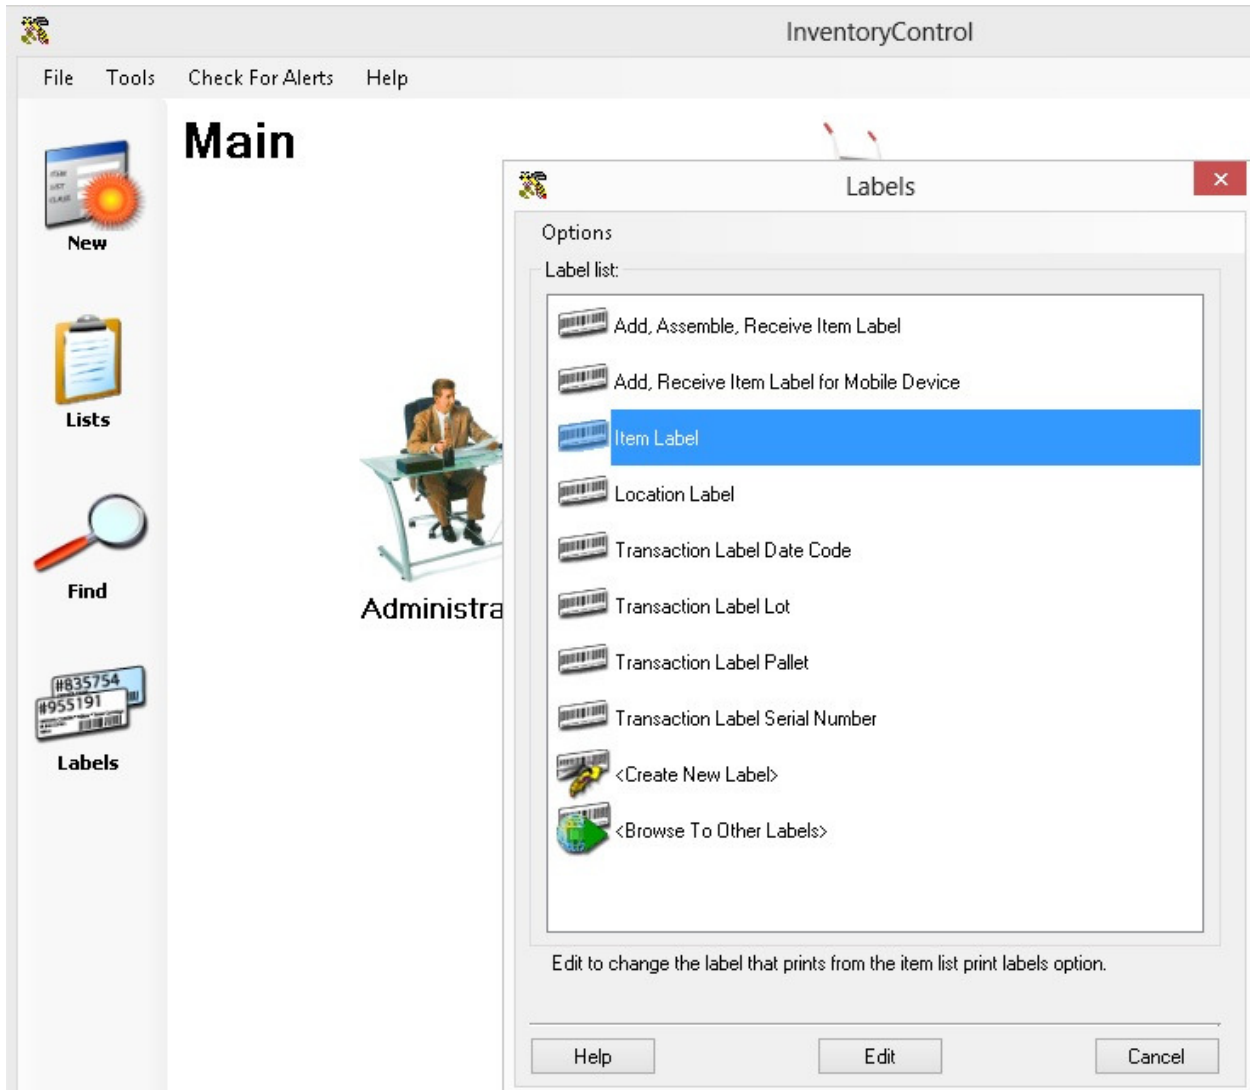 InventoryControl
File Tools Check For Alerts Help
Main
New
Lists
Find
#835754
#955191
Labels
Administra
Labels
Options
Label list:
Add, Assemble, Receive Item Label
Add, Receive Item Label for Mobile Device
Item Label
Location Label
Transaction Label Date Code
Transaction Label Lot
Transaction Label Pallet
Transaction Label Serial Number
<Create New Label>
<Browse To Other Labels>
Edit to change the label that prints from the item list print labels option.
Help Edit Cancel